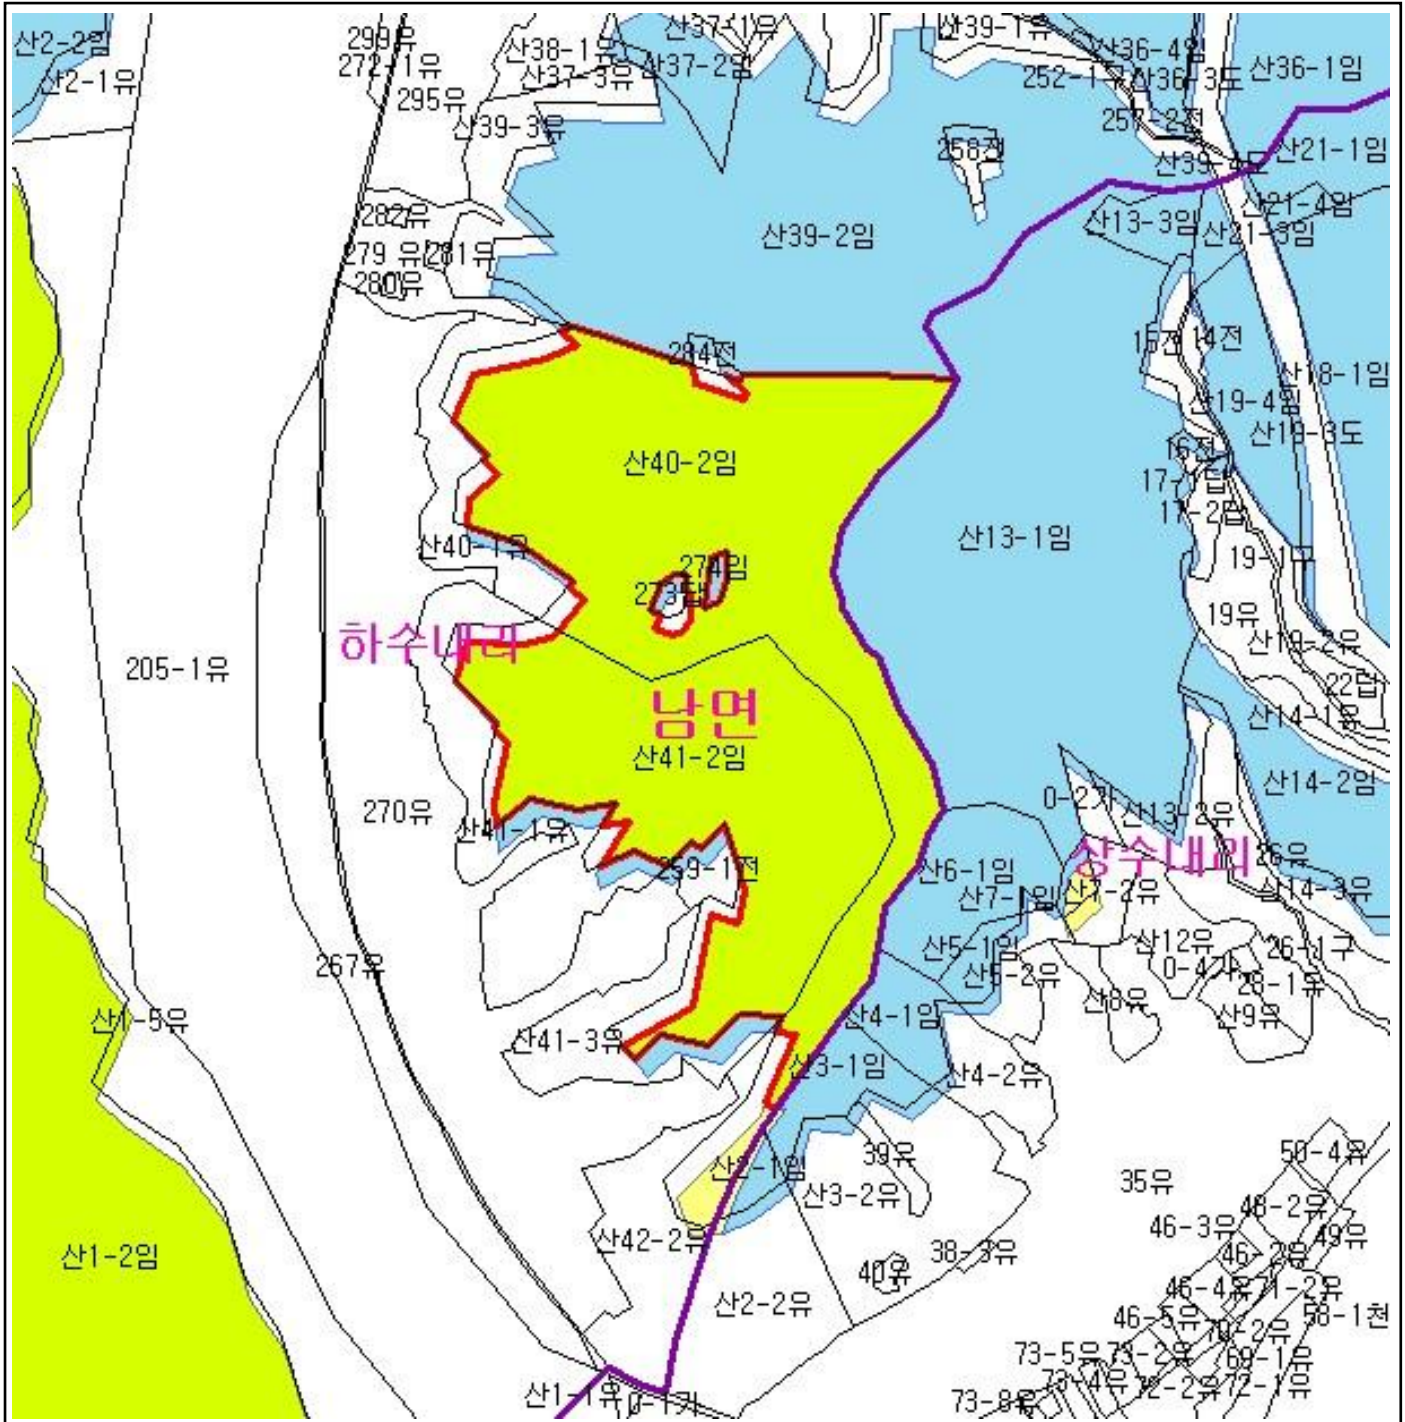 산2-2임
산2-1유
299유
272-1유
295유
산38-1유
산37-3유
산39-3유
산37-1유
산37-2임
산39-1유
산36-4임
산36-3도
산36-1임
257-2전
258전
산39-4도
산21-1임
산21-4임
산21-3임
산13-3임
산39-2임
282유
279 유
281유
280유
284전
15전
14전
산18-1임
산19-4임
산19-3도
16전
17-1답
17-2답
산40-2임
산13-1임
산40-1유
274임
273답
19-1구
19유
산19-2유
22답
하수내리
205-1유
남면
산14-1유
산41-2임
산14-2임
270유
산41-1유
0-2기
산13-2유
상수내리
26유
259-1전
산6-1임
산7-1임
산7-2유
산14-3유
산5-1임
산5-2유
산12유
26-1구
267유
28-1유
산8유
산9유
산1-5유
산41-3유
산4-1임
산3-1임
산4-2유
39유
50-4유
산2-1임
산3-2유
35유
48-2유
46-3유
49유
산42-2유
38-3유
46-2유
산1-2임
40유
46-4유
71-2유
산2-2유
46-5유
70-2유
58-1천
73-5유
73-2유
69-1유
73-4유
72-2유
72-1유
산1-1유
0-1기
73-8유